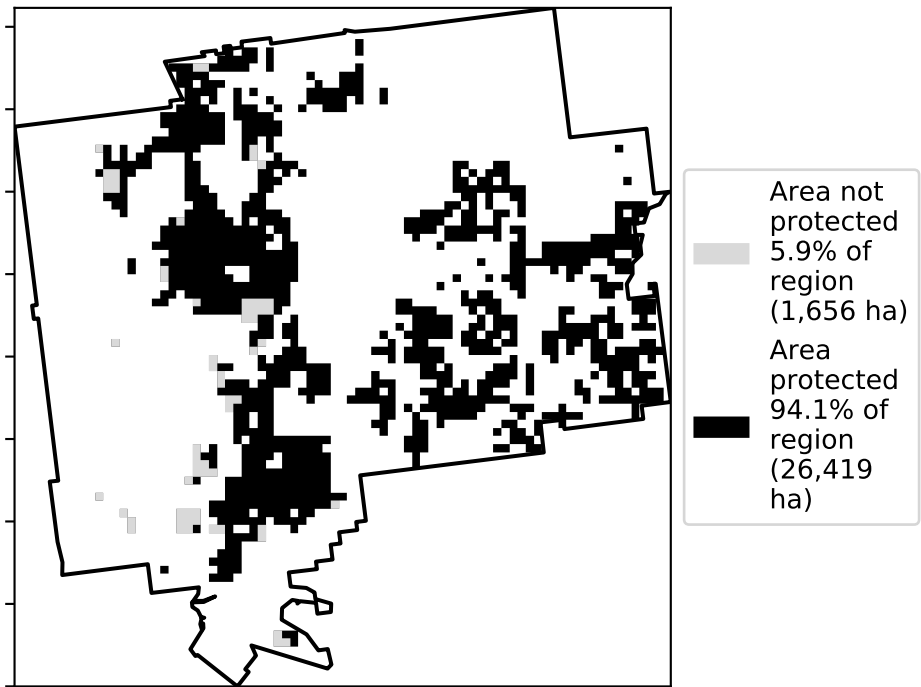 Area not
protected
5.9% of
region
(1,656 ha)
Area
protected
94.1% of
region
(26,419
ha)